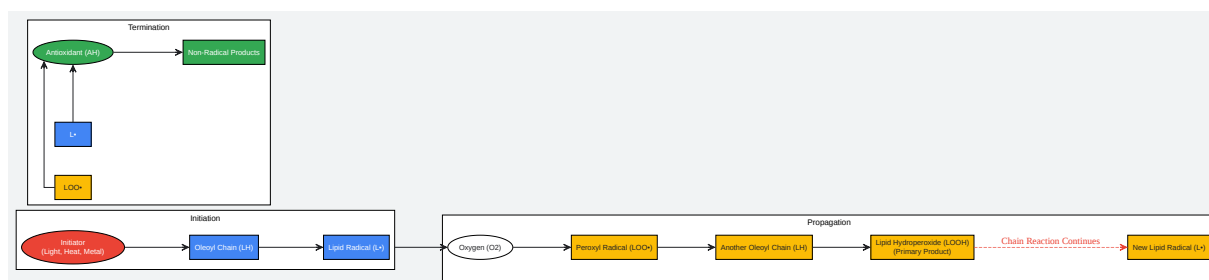 Termination
Antioxidant (AH)
Non-Radical Products
L•
LOO•
Initiation
Initiator
(Light, Heat, Metal)
Oleoyl Chain (LH)
Lipid Radical (L•)
Propagation
Oxygen (O2)
Peroxyl Radical (LOO•)
Another Oleoyl Chain (LH)
Lipid Hydroperoxide (LOOH)
(Primary Product)
Chain Reaction Continues
New Lipid Radical (L•)